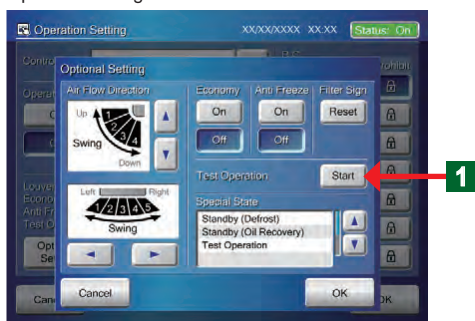 Operation Setting XX/XX/XXXX XX:XX Status: On
Optional Setting
Air Flow Direction Economy Anti Freeze Filter Sign
Up On On Reset
Swing Off Off
Down
Test Operation Start 1
Left Right Special State
1 2 3 4 5 Standby (Defrost)
Swing Standby (Oil Recovery)
Test Operation
Cancel OK